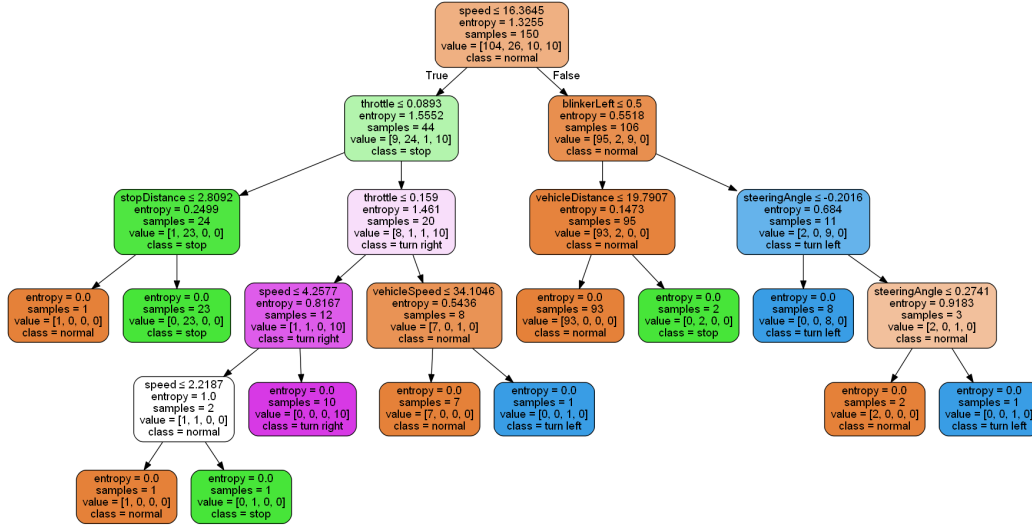 speed ≤ 16.3645
entropy = 1.3255
samples = 150
value = [104, 26, 10, 10]
class = normal
True
False
throttle ≤ 0.0893
entropy = 1.5552
samples = 44
value = [9, 24, 1, 10]
class = stop
blinkerLeft ≤ 0.5
entropy = 0.5518
samples = 106
value = [95, 2, 9, 0]
class = normal
stopDistance ≤ 2.8092
entropy = 0.2499
samples = 24
value = [1, 23, 0, 0]
class = stop
throttle ≤ 0.159
entropy = 1.461
samples = 20
value = [8, 1, 1, 10]
class = turn right
vehicleDistance ≤ 19.7907
entropy = 0.1473
samples = 95
value = [93, 2, 0, 0]
class = normal
steeringAngle ≤ -0.2016
entropy = 0.684
samples = 11
value = [2, 0, 9, 0]
class = turn left
entropy = 0.0
samples = 1
value = [1, 0, 0, 0]
class = normal
entropy = 0.0
samples = 23
value = [0, 23, 0, 0]
class = stop
speed ≤ 4.2577
entropy = 0.8167
samples = 12
value = [1, 1, 0, 10]
class = turn right
vehicleSpeed ≤ 34.1046
entropy = 0.5436
samples = 8
value = [7, 0, 1, 0]
class = normal
entropy = 0.0
samples = 93
value = [93, 0, 0, 0]
class = normal
entropy = 0.0
samples = 2
value = [0, 2, 0, 0]
class = stop
entropy = 0.0
samples = 8
value = [0, 0, 8, 0]
class = turn left
steeringAngle ≤ 0.2741
entropy = 0.9183
samples = 3
value = [2, 0, 1, 0]
class = normal
speed ≤ 2.2187
entropy = 1.0
samples = 2
value = [1, 1, 0, 0]
class = normal
entropy = 0.0
samples = 10
value = [0, 0, 0, 10]
class = turn right
entropy = 0.0
samples = 7
value = [7, 0, 0, 0]
class = normal
entropy = 0.0
samples = 1
value = [0, 0, 1, 0]
class = turn left
entropy = 0.0
samples = 2
value = [2, 0, 0, 0]
class = normal
entropy = 0.0
samples = 1
value = [0, 0, 1, 0]
class = turn left
entropy = 0.0
samples = 1
value = [1, 0, 0, 0]
class = normal
entropy = 0.0
samples = 1
value = [0, 1, 0, 0]
class = stop